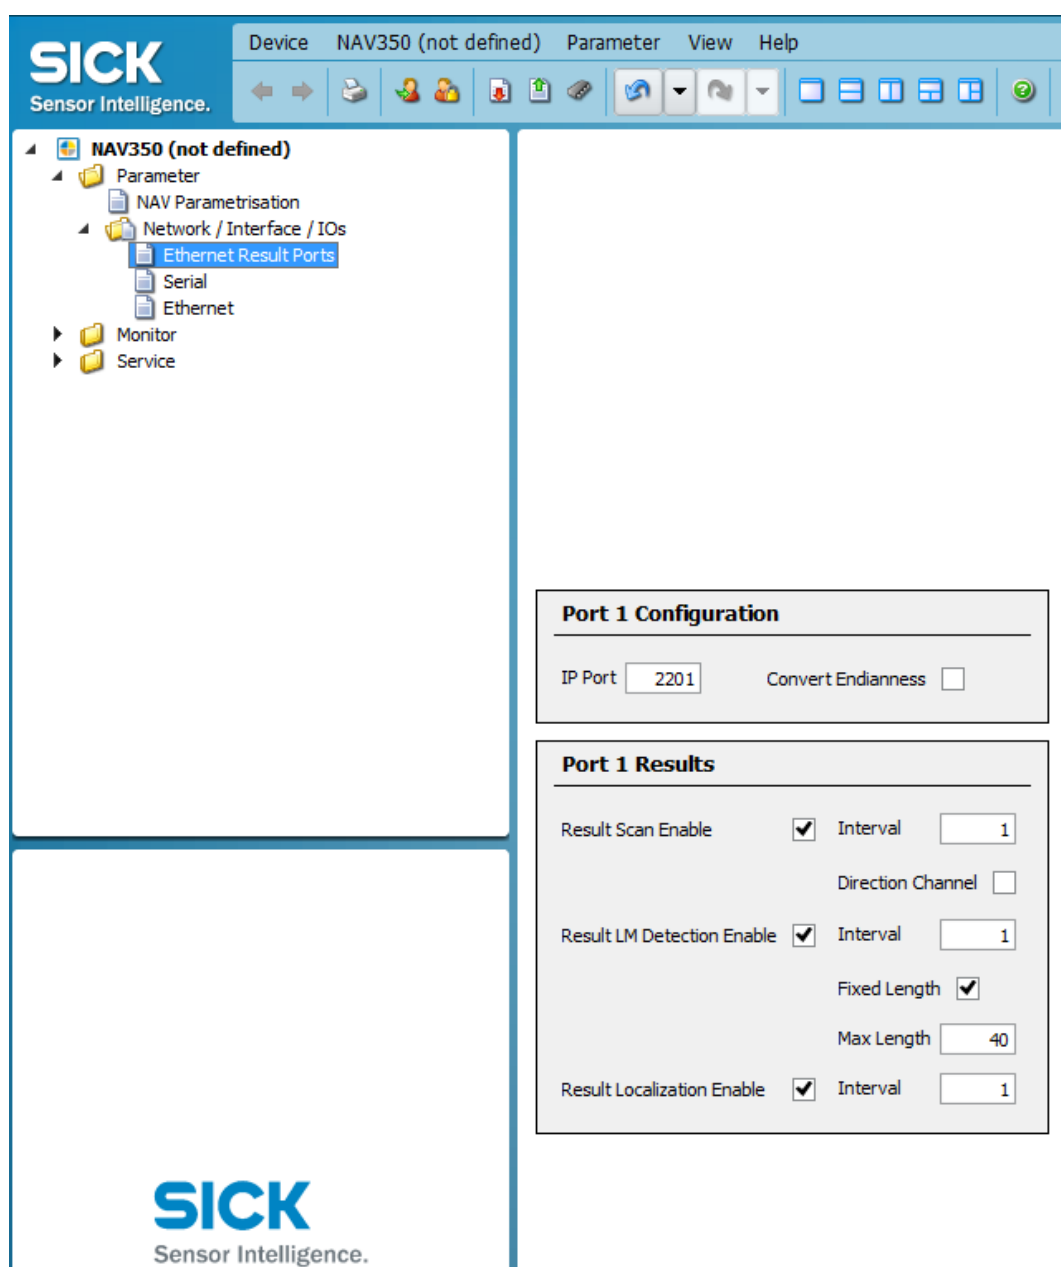 SICK
Sensor Intelligence.
Device NAV350 (not defined) Parameter View Help
NAV350 (not defined)
Parameter
NAV Parametrisation
Network / Interface / IOs
Ethernet Result Ports
Serial
Ethernet
Monitor
Service
Port 1 Configuration
IP Port 2201 Convert Endianness
Port 1 Results
Result Scan Enable Interval 1
Direction Channel
Result LM Detection Enable Interval 1
Fixed Length
Max Length 40
Result Localization Enable Interval 1
SICK
Sensor Intelligence.